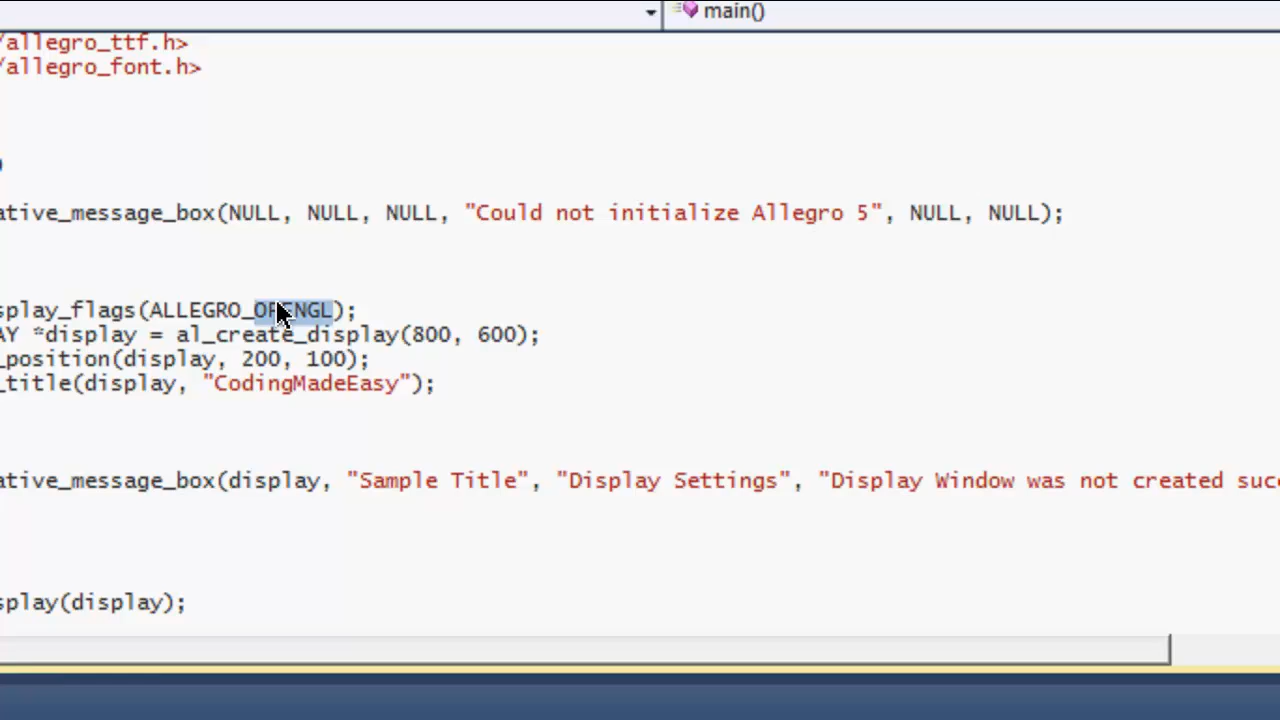 main()
/allegro_ttf.h>
/allegro_font.h>
ative_message_box(NULL, NULL, NULL, "Could not initialize Allegro 5", NULL, NULL);
splay_flags(ALLEGRO_OPENGL);
AY *display = al_create_display(800, 600);
_position(display, 200, 100);
_title(display, "CodingMadeEasy");
ative_message_box(display, "Sample Title", "Display Settings", "Display Window was not created succ
splay(display);